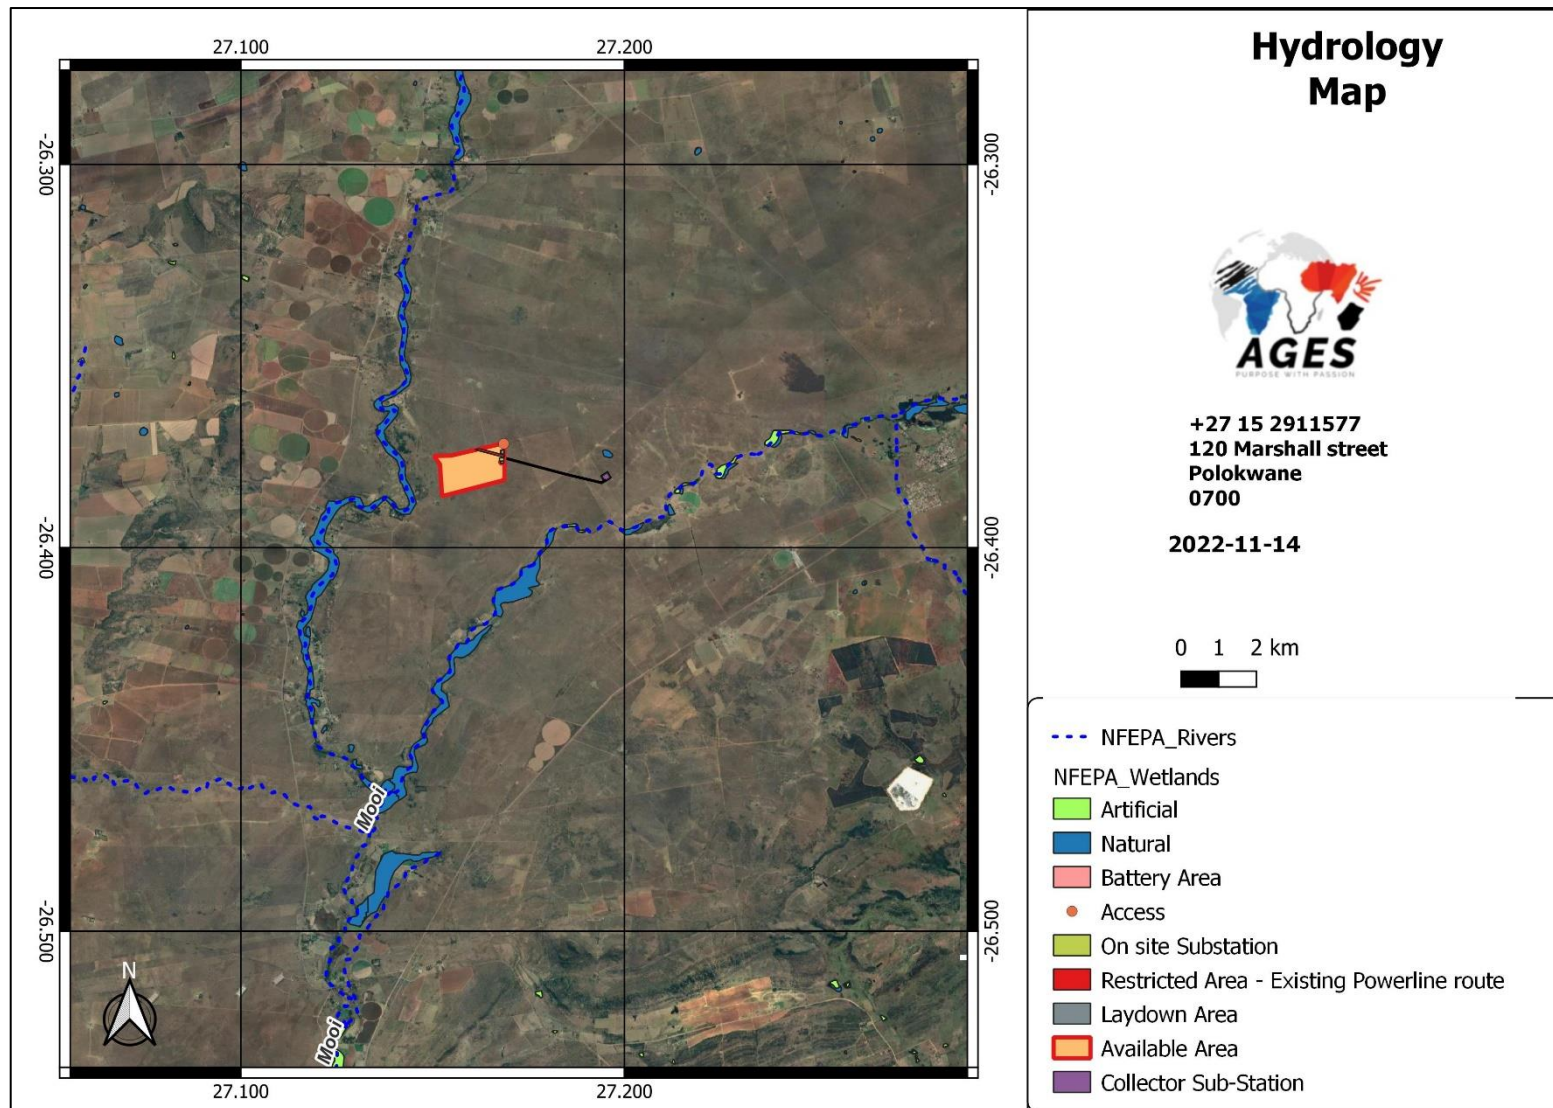 Hydrology
Map
27.100
27.200
-26.300
-26.300
-26.400
-26.400
-26.500
-26.500
Mooi
Mooi
N
27.100
27.200
AGES
PURPOSE WITH PASSION
+27 15 2911577
120 Marshall street
Polokwane
0700
2022-11-14
0 1 2 km
NFEPA_Rivers
NFEPA_Wetlands
Artificial
Natural
Battery Area
Access
On site Substation
Restricted Area - Existing Powerline route
Laydown Area
Available Area
Collector Sub-Station